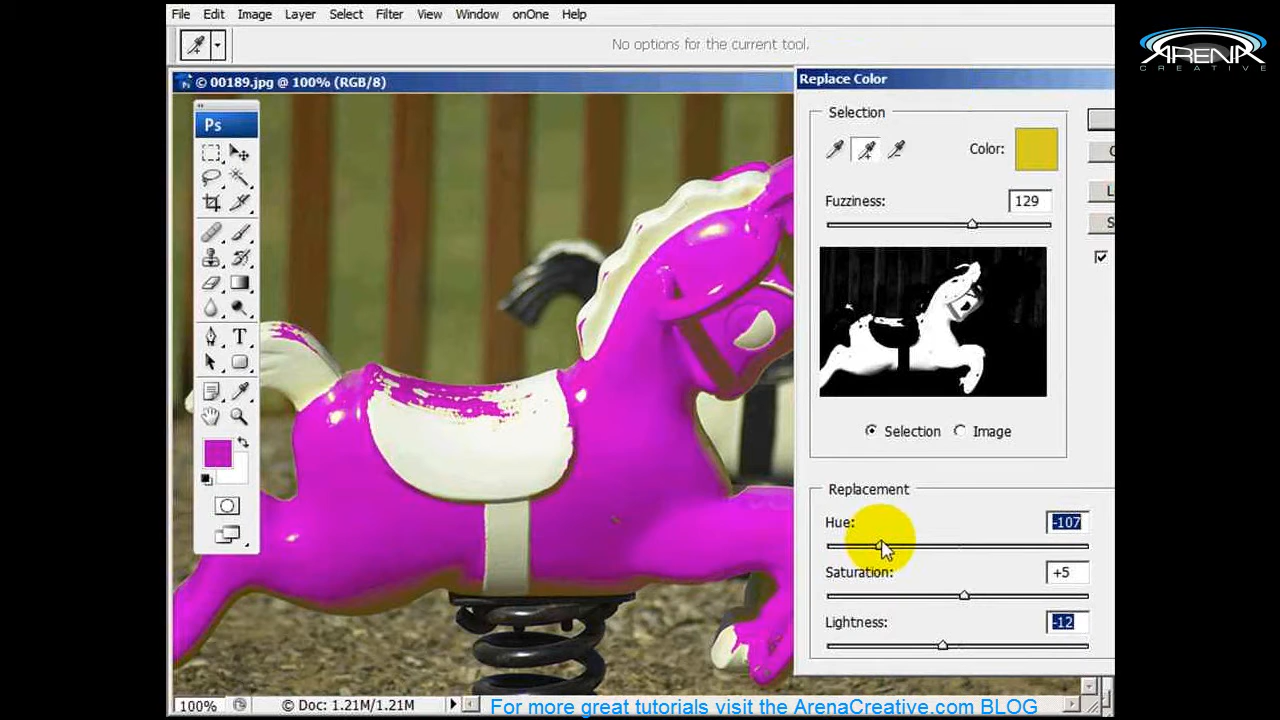 File Edit Image Layer Select Filter View Window onOne Help
ARENA
CREATIVE
No options for the current tool.
© 00189.jpg @ 100% (RGB/8)
Replace Color
Ps
Selection
Color:
Fuzziness: 129
Selection Image
Replacement
Hue: -107
Saturation: +5
Lightness: -12
100% © Doc: 1.21M/1.21M
For more great tutorials visit the ArenaCreative.com BLOG